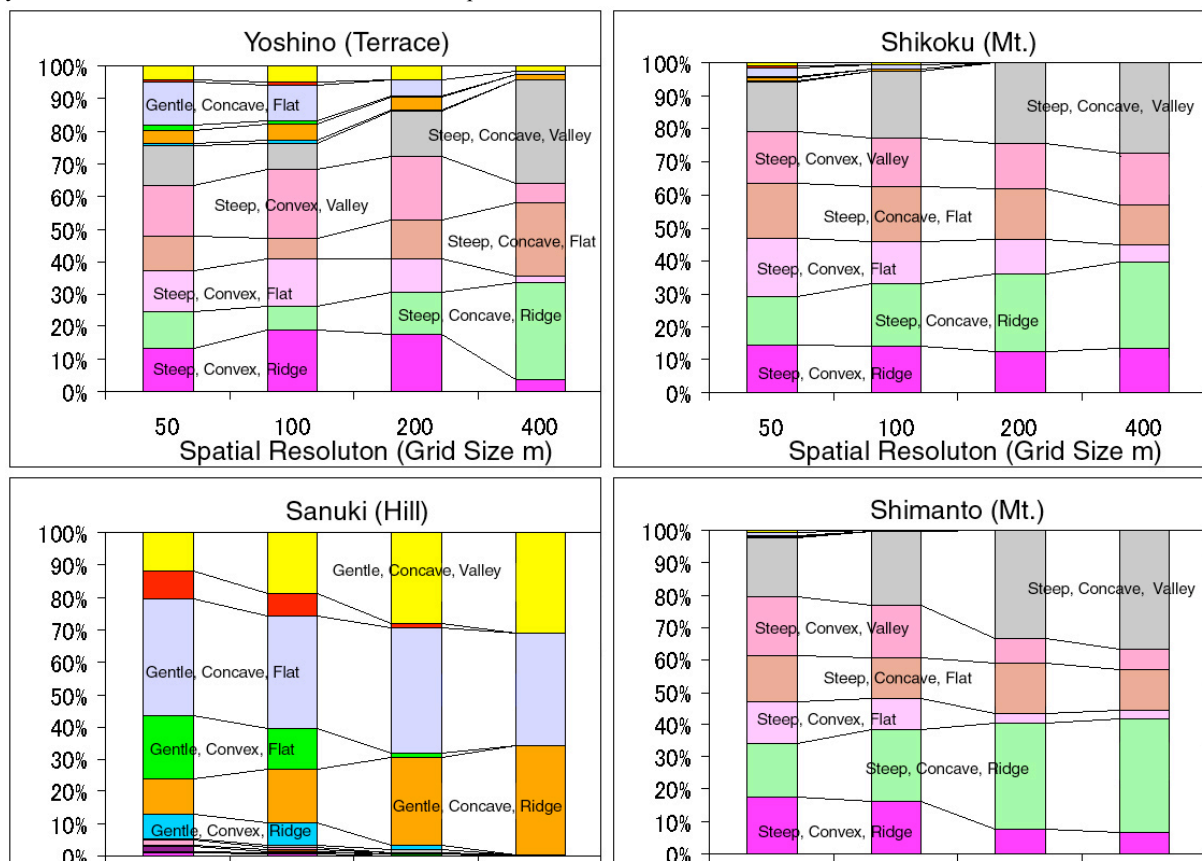 Yoshino (Terrace)
100%
90%
80%
70%
60%
50%
40%
30%
20%
10%
0%
Gentle, Concave, Flat
Steep, Concave, Valley
Steep, Convex, Valley
Steep, Concave, Flat
Steep, Convex, Flat
Steep, Concave, Ridge
Steep, Convex, Ridge
50 100 200 400
Spatial Resoluton (Grid Size m)
Shikoku (Mt.)
100%
90%
80%
70%
60%
50%
40%
30%
20%
10%
0%
Steep, Concave, Valley
Steep, Convex, Valley
Steep, Concave, Flat
Steep, Convex, Flat
Steep, Concave, Ridge
Steep, Convex, Ridge
50 100 200 400
Spatial Resoluton (Grid Size m)
Sanuki (Hill)
100%
90%
80%
70%
60%
50%
40%
30%
20%
10%
0%
Gentle, Concave, Valley
Gentle, Concave, Flat
Gentle, Convex, Flat
Gentle, Concave, Ridge
Gentle, Convex, Ridge
Shimanto (Mt.)
100%
90%
80%
70%
60%
50%
40%
30%
20%
10%
0%
Steep, Concave, Valley
Steep, Convex, Valley
Steep, Concave, Flat
Steep, Convex, Flat
Steep, Concave, Ridge
Steep, Convex, Ridge